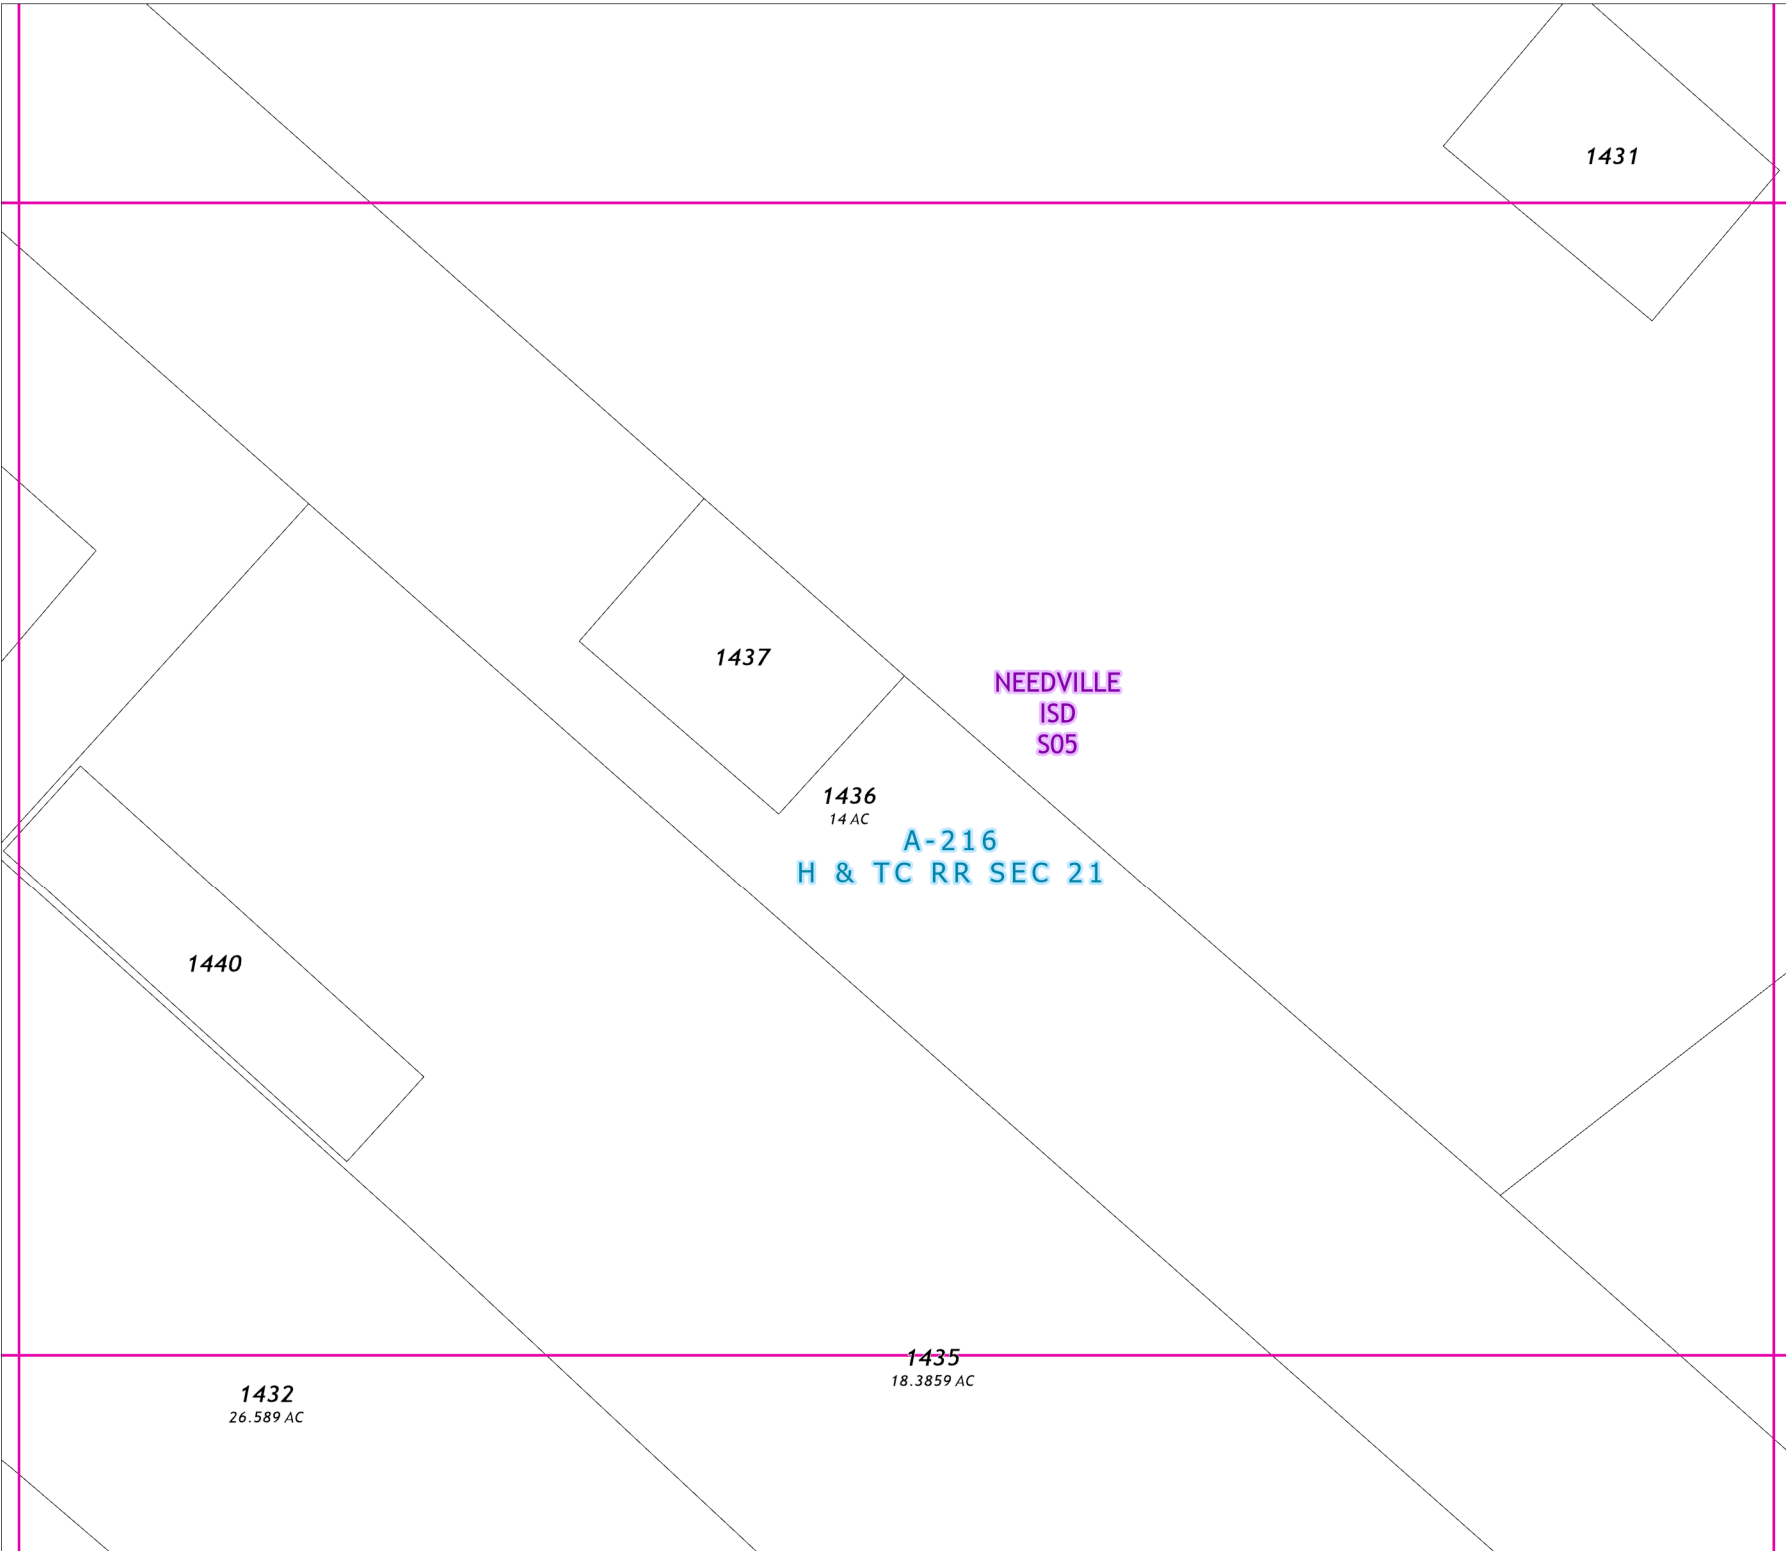 1431
1437
NEEDVILLE
ISD
S05
1436
14 AC
A-216
H & TC RR SEC 21
1440
1435
18.3859 AC
1432
26.589 AC